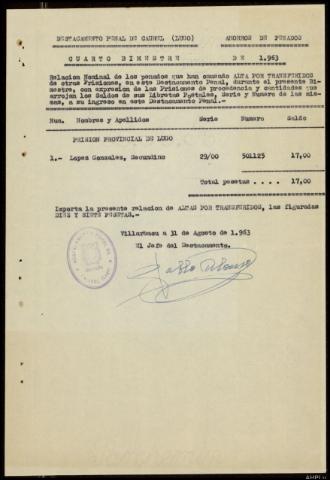 DESTACAMENTO PENAL DE (LUGO) AHORROS DE PENADOS
CUARTO BIMESTRE DE 1.963
Relacion Nominal de los penados que han causado ALTA POR TRANSFERIDOS
de otras Prisiones, en este Destacamento Penal, durante el presente Bi-
mestre, con expresion de las Prisiones de procedencia y cantidades que
arrojan los Saldos de sus Libretas Postales, Serie y Numero de las mis-
mas, a su ingreso en este Destacamento Penal.-
Num. Nombres y Apellidos Serie Numero Saldo
PRISION PROVINCIAL DE LUGO
1.- Lopez Gonzalez, Secundino 29/00 501125 17,00
Total pesetas .... 17,00
Importa la presente relacion de ALTAS POR TRANSFERIDOS, las figuradas
DIEZ Y SIETE PESETAS.-
a 31 de Agosto de 1.963
El Jefe del Destacamento.
Pablo
AHPLu